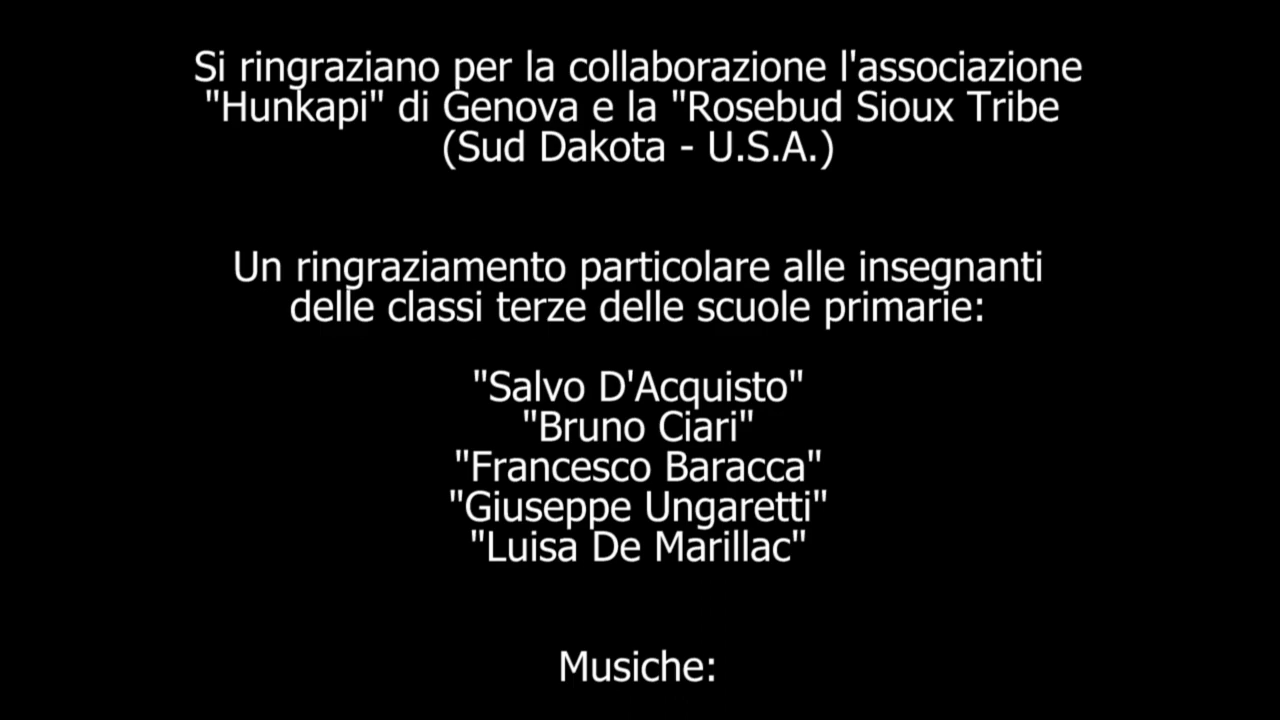 Si ringraziano per la collaborazione l'associazione
"Hunkapi" di Genova e la "Rosebud Sioux Tribe
(Sud Dakota - U.S.A.)
Un ringraziamento particolare alle insegnanti
delle classi terze delle scuole primarie:
"Salvo D'Acquisto"
"Bruno Ciari"
"Francesco Baracca"
"Giuseppe Ungaretti"
"Luisa De Marillac"
Musiche: